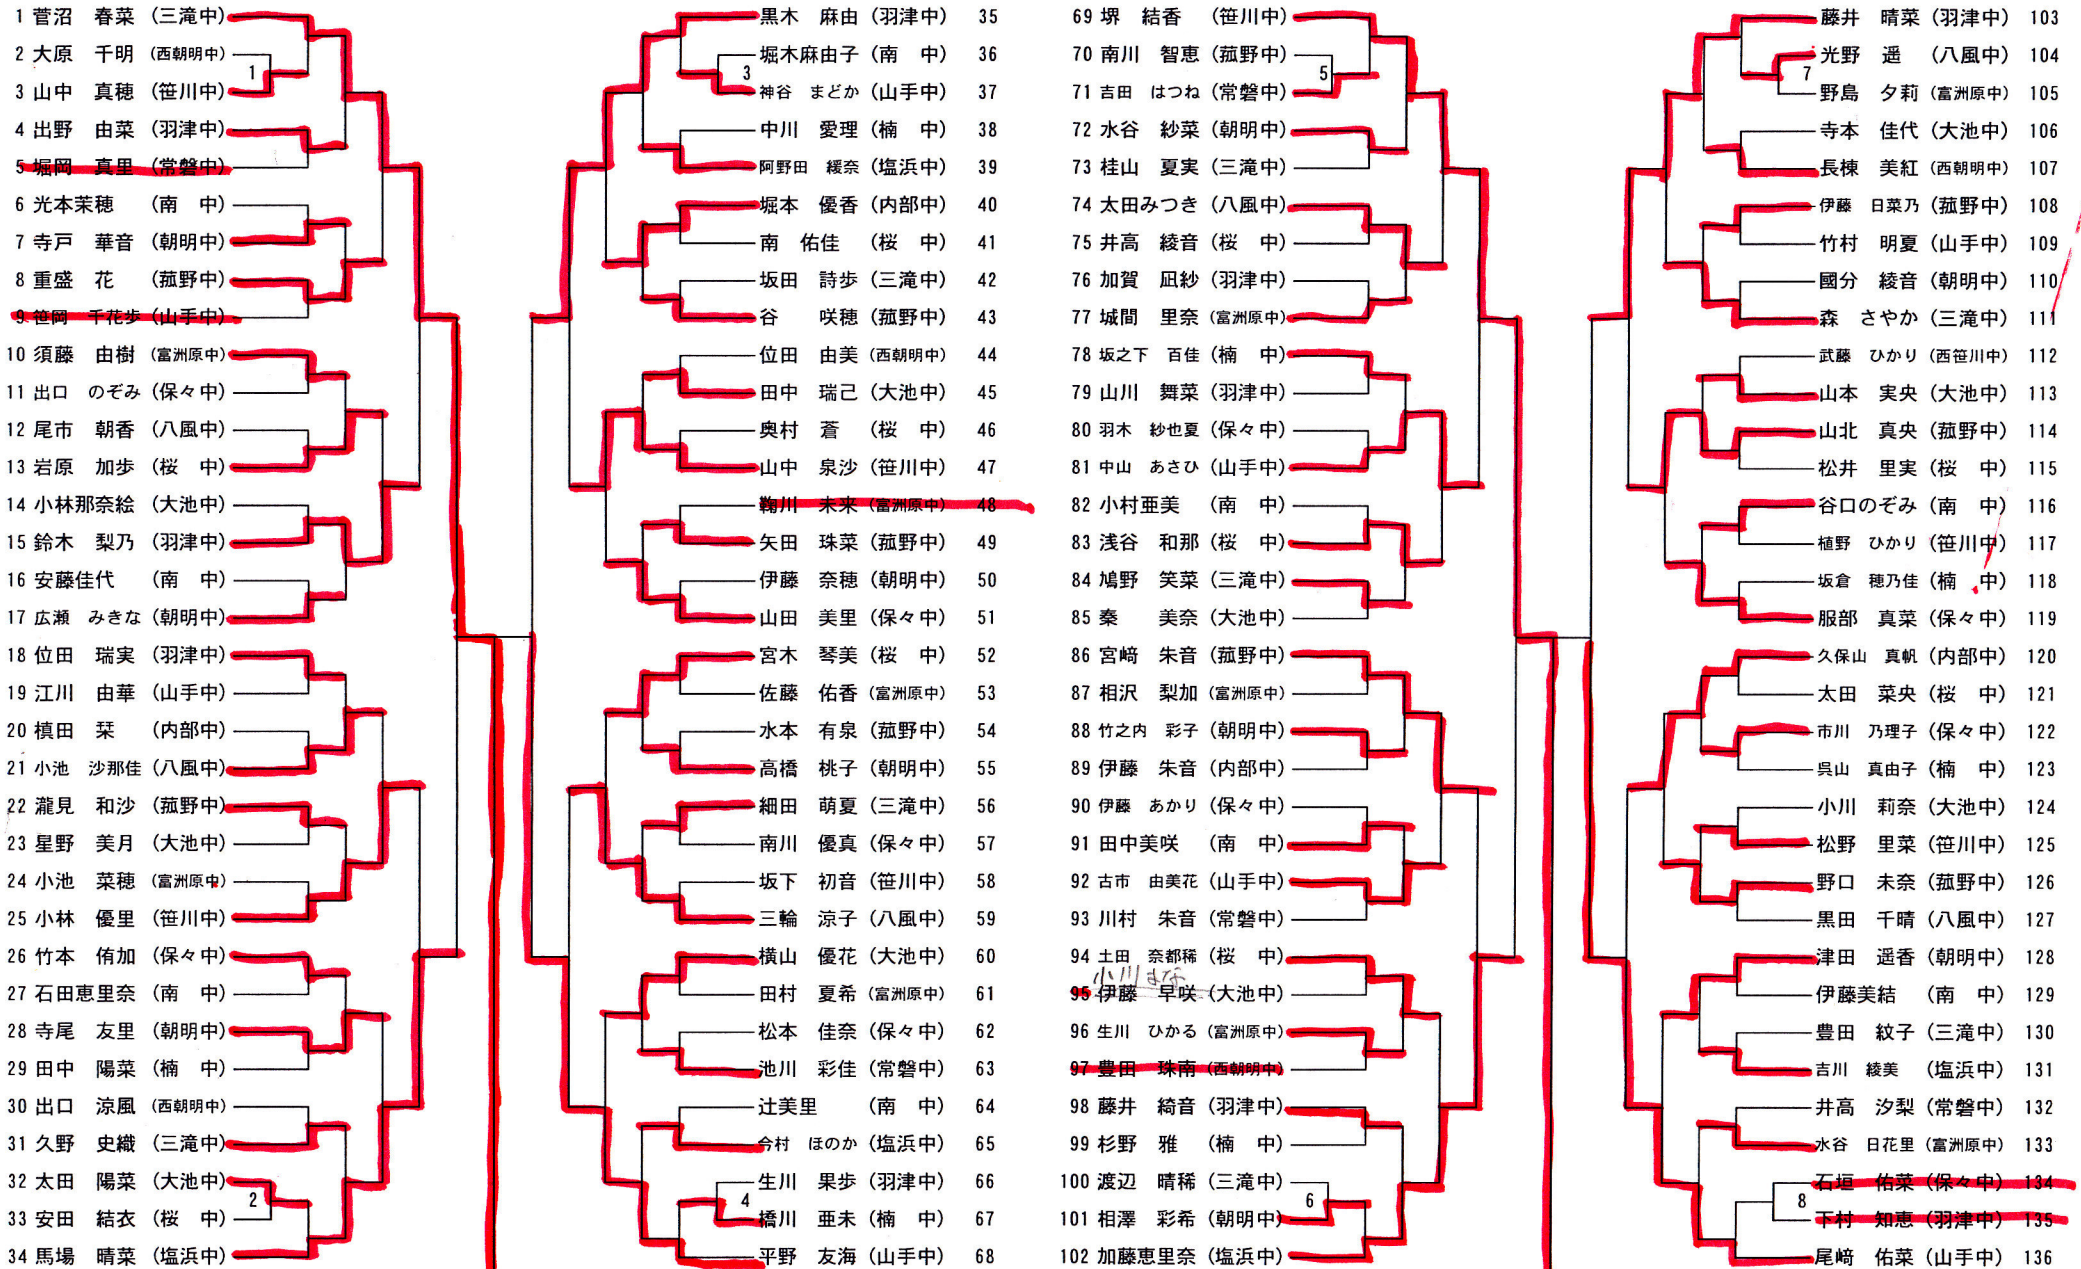 1 菅沼 春菜 (三滝中)
2 大原 千明 (西朝明中)
3 山中 真穂 (笹川中)
4 出野 由菜 (羽津中)
5 堀岡 真里 (常磐中)
6 光本茉穂 (南 中)
7 寺戸 華音 (朝明中)
8 重盛 花 (菰野中)
9 笹岡 千花歩 (山手中)
10 須藤 由樹 (富洲原中)
11 出口 のぞみ (保々中)
12 尾市 朝香 (八風中)
13 岩原 加歩 (桜 中)
14 小林那奈絵 (大池中)
15 鈴木 梨乃 (羽津中)
16 安藤佳代 (南 中)
17 広瀬 みきな (朝明中)
18 位田 瑞実 (羽津中)
19 江川 由華 (山手中)
20 槙田 栞 (内部中)
21 小池 沙那佳 (八風中)
22 瀧見 和沙 (菰野中)
23 星野 美月 (大池中)
24 小池 菜穂 (富洲原中)
25 小林 優里 (笹川中)
26 竹本 侑加 (保々中)
27 石田恵里奈 (南 中)
28 寺尾 友里 (朝明中)
29 田中 陽菜 (楠 中)
30 出口 涼風 (西朝明中)
31 久野 史織 (三滝中)
32 太田 陽菜 (大池中)
33 安田 結衣 (桜 中)
34 馬場 晴菜 (塩浜中)
1
2
黒木 麻由 (羽津中) 35
堀木麻由子 (南 中) 36
神谷 まどか (山手中) 37
中川 愛理 (楠 中) 38
阿野田 緩奈 (塩浜中) 39
堀本 優香 (内部中) 40
南 佑佳 (桜 中) 41
坂田 詩歩 (三滝中) 42
谷 咲穂 (菰野中) 43
位田 由美 (西朝明中) 44
田中 瑞己 (大池中) 45
奥村 蒼 (桜 中) 46
山中 泉沙 (笹川中) 47
鞠川 未来 (富洲原中) 48
矢田 珠菜 (菰野中) 49
伊藤 奈穂 (朝明中) 50
山田 美里 (保々中) 51
宮木 琴美 (桜 中) 52
佐藤 佑香 (富洲原中) 53
水本 有泉 (菰野中) 54
高橋 桃子 (朝明中) 55
細田 萌夏 (三滝中) 56
南川 優真 (保々中) 57
坂下 初音 (笹川中) 58
三輪 涼子 (八風中) 59
横山 優花 (大池中) 60
田村 夏希 (富洲原中) 61
松本 佳奈 (保々中) 62
池川 彩佳 (常磐中) 63
辻美里 (南 中) 64
今村 ほのか (塩浜中) 65
生川 果歩 (羽津中) 66
橋川 亜未 (楠 中) 67
平野 友海 (山手中) 68
3
4
69 堺 結香 (笹川中)
70 南川 智恵 (菰野中)
71 吉田 はつね (常磐中)
72 水谷 紗菜 (朝明中)
73 桂山 夏実 (三滝中)
74 太田みつき (八風中)
75 井高 綾音 (桜 中)
76 加賀 凪紗 (羽津中)
77 城間 里奈 (富洲原中)
78 坂之下 百佳 (楠 中)
79 山川 舞菜 (羽津中)
80 羽木 紗也夏 (保々中)
81 中山 あさひ (山手中)
82 小村亜美 (南 中)
83 浅谷 和那 (桜 中)
84 鳩野 笑菜 (三滝中)
85 秦 美奈 (大池中)
86 宮﨑 朱音 (菰野中)
87 相沢 梨加 (富洲原中)
88 竹之内 彩子 (朝明中)
89 伊藤 朱音 (内部中)
90 伊藤 あかり (保々中)
91 田中美咲 (南 中)
92 古市 由美花 (山手中)
93 川村 朱音 (常磐中)
94 土田 奈都稀 (桜 中)
小川まな
95 伊藤 早咲 (大池中)
96 生川 ひかる (富洲原中)
97 豊田 珠南 (西朝明中)
98 藤井 綺音 (羽津中)
99 杉野 雅 (楠 中)
100 渡辺 晴稀 (三滝中)
101 相澤 彩希 (朝明中)
102 加藤恵里奈 (塩浜中)
5
6
藤井 晴菜 (羽津中) 103
光野 遥 (八風中) 104
野島 夕莉 (富洲原中) 105
寺本 佳代 (大池中) 106
長棟 美紅 (西朝明中) 107
伊藤 日菜乃 (菰野中) 108
竹村 明夏 (山手中) 109
國分 綾音 (朝明中) 110
森 さやか (三滝中) 111
武藤 ひかり (西笹川中) 112
山本 実央 (大池中) 113
山北 真央 (菰野中) 114
松井 里実 (桜 中) 115
谷口のぞみ (南 中) 116
植野 ひかり (笹川中) 117
坂倉 穂乃佳 (楠 中) 118
服部 真菜 (保々中) 119
久保山 真帆 (内部中) 120
太田 菜央 (桜 中) 121
市川 乃理子 (保々中) 122
呉山 真由子 (楠 中) 123
小川 莉奈 (大池中) 124
松野 里菜 (笹川中) 125
野口 未奈 (菰野中) 126
黒田 千晴 (八風中) 127
津田 遥香 (朝明中) 128
伊藤美結 (南 中) 129
豊田 紋子 (三滝中) 130
吉川 綾美 (塩浜中) 131
井高 汐梨 (常磐中) 132
水谷 日花里 (富洲原中) 133
石垣 佑菜 (保々中) 134
下村 知恵 (羽津中) 135
尾﨑 佑菜 (山手中) 136
7
8